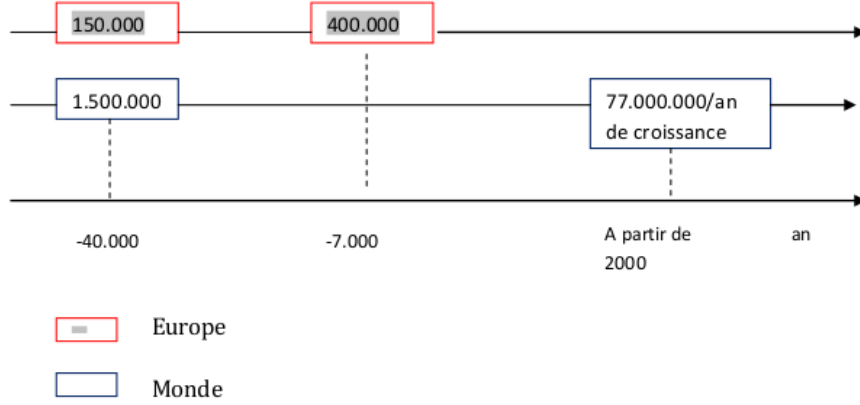 150.000
400.000
1.500.000
77.000.000/an
de croissance
-40.000
-7.000
A partir de
2000
an
Europe
Monde